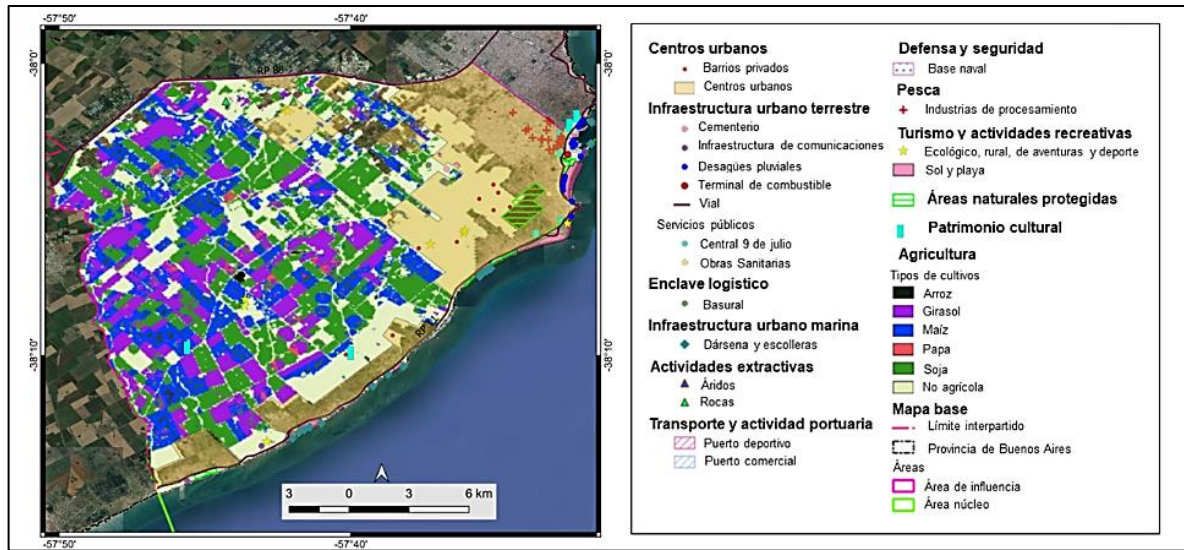 -57°50' -57°40'
-38°0' -38°0'
RP 88
-38°10' -38°10'
RP 11
3 0 3 6 km
-57°50' -57°40'
Centros urbanos
Barrios privados
Centros urbanos
Infraestructura urbano terrestre
Cementerio
Infraestructura de comunicaciones
Desagües pluviales
Terminal de combustible
Vial
Servicios públicos
Central 9 de julio
Obras Sanitarias
Enclave logístico
Basural
Infraestructura urbano marina
Dársena y escolleras
Actividades extractivas
Áridos
Rocas
Transporte y actividad portuaria
Puerto deportivo
Puerto comercial
Defensa y seguridad
Base naval
Pesca
Industrias de procesamiento
Turismo y actividades recreativas
Ecológico, rural, de aventuras y deporte
Sol y playa
Áreas naturales protegidas
Patrimonio cultural
Agricultura
Tipos de cultivos
Arroz
Girasol
Maíz
Papa
Soja
No agrícola
Mapa base
Límite interpartido
Provincia de Buenos Aires
Áreas
Área de influencia
Área núcleo